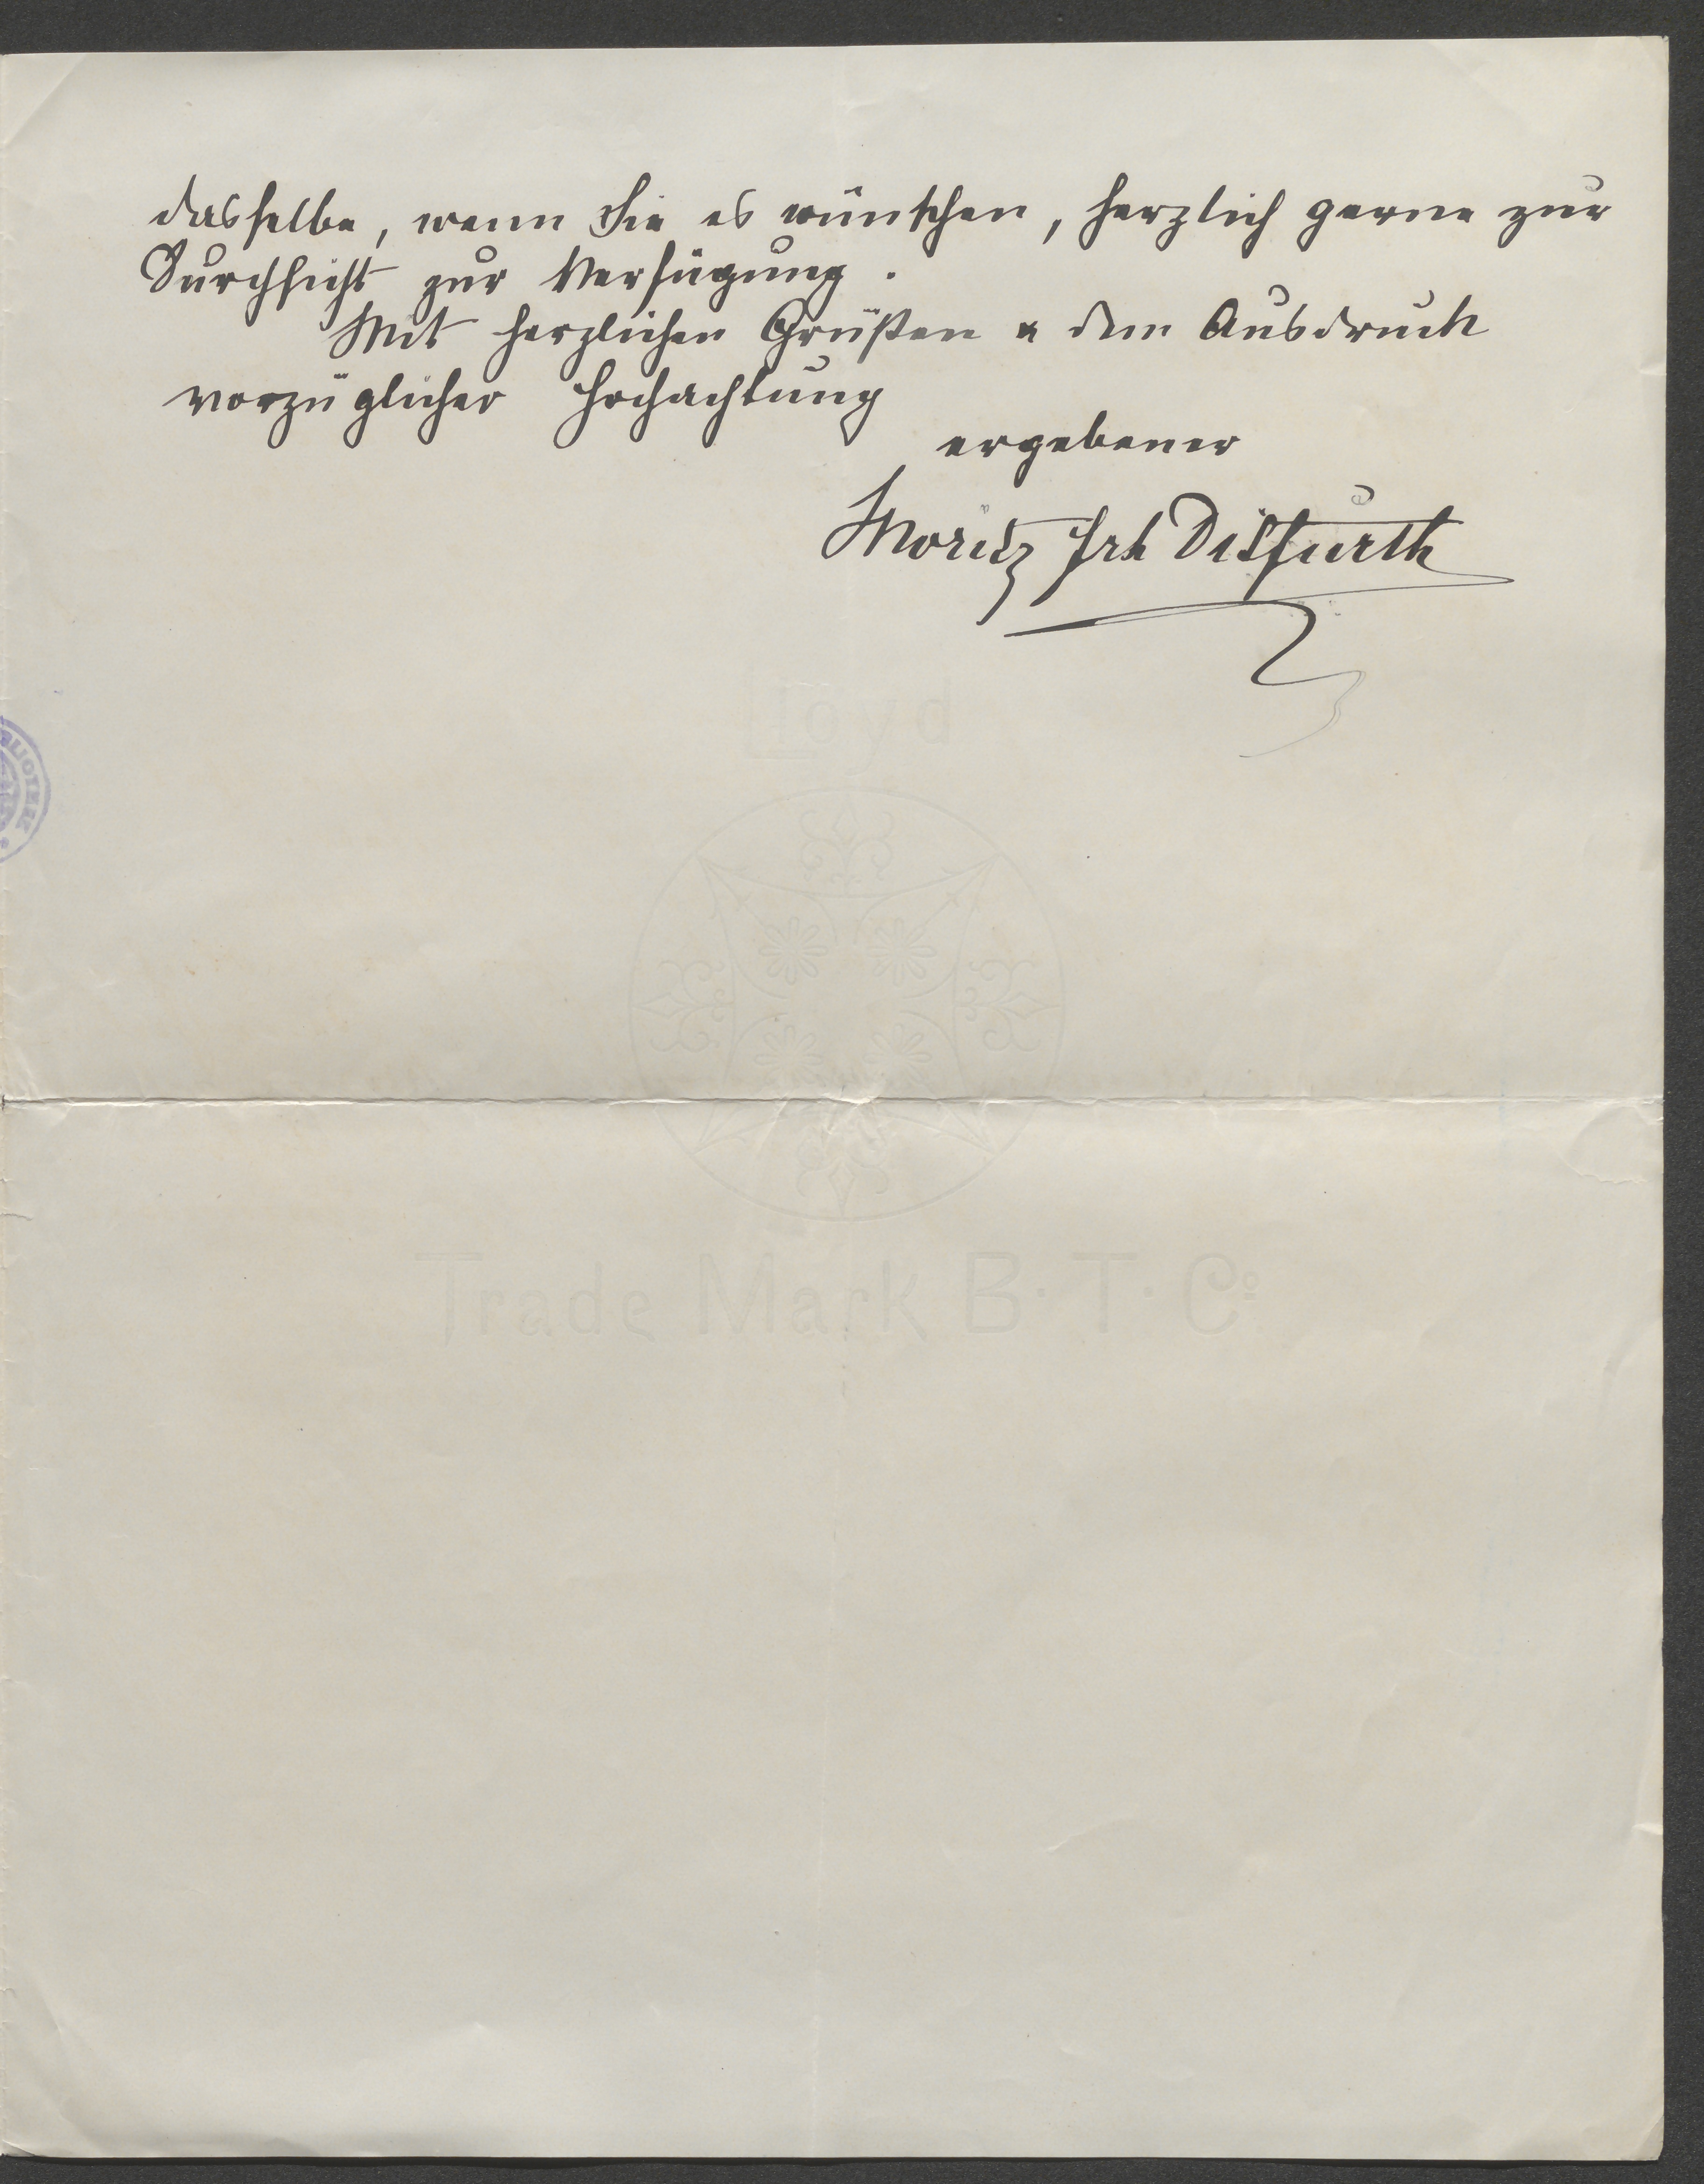 dasselbe, wenn Sie es wünschen, herzlich gerne zur
Durchsicht zur Verfügung.
Mit herzlichen Grüßen & dem Ausdruck
vorzüglicher Hochachtung
ergebener
Moritz Frh Ditfurth
Lloyd
BLIOTHEK
Trade Mark B. T. Co